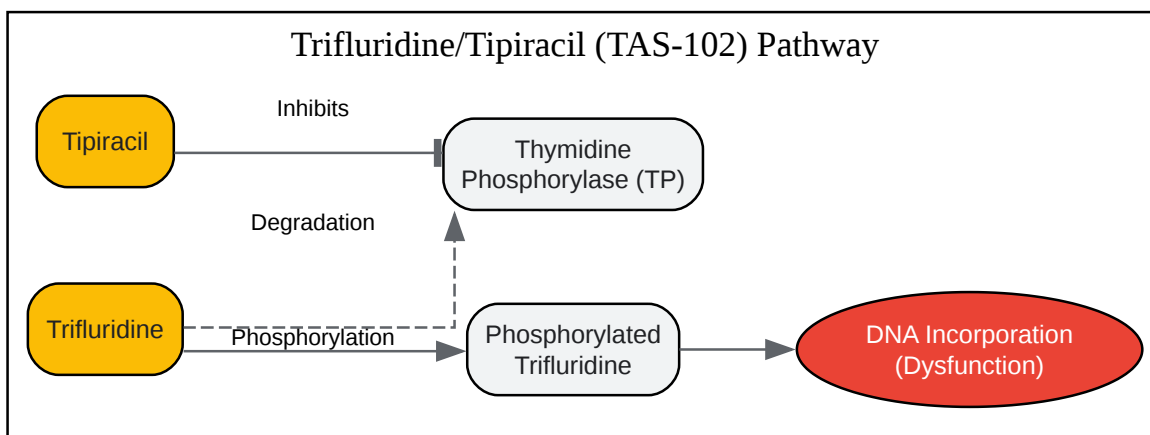 Trifluridine/Tipiracil (TAS-102) Pathway
Inhibits
Tipiracil
Thymidine
Phosphorylase (TP)
Degradation
Trifluridine
Phosphorylation
Phosphorylated
Trifluridine
DNA Incorporation
(Dysfunction)